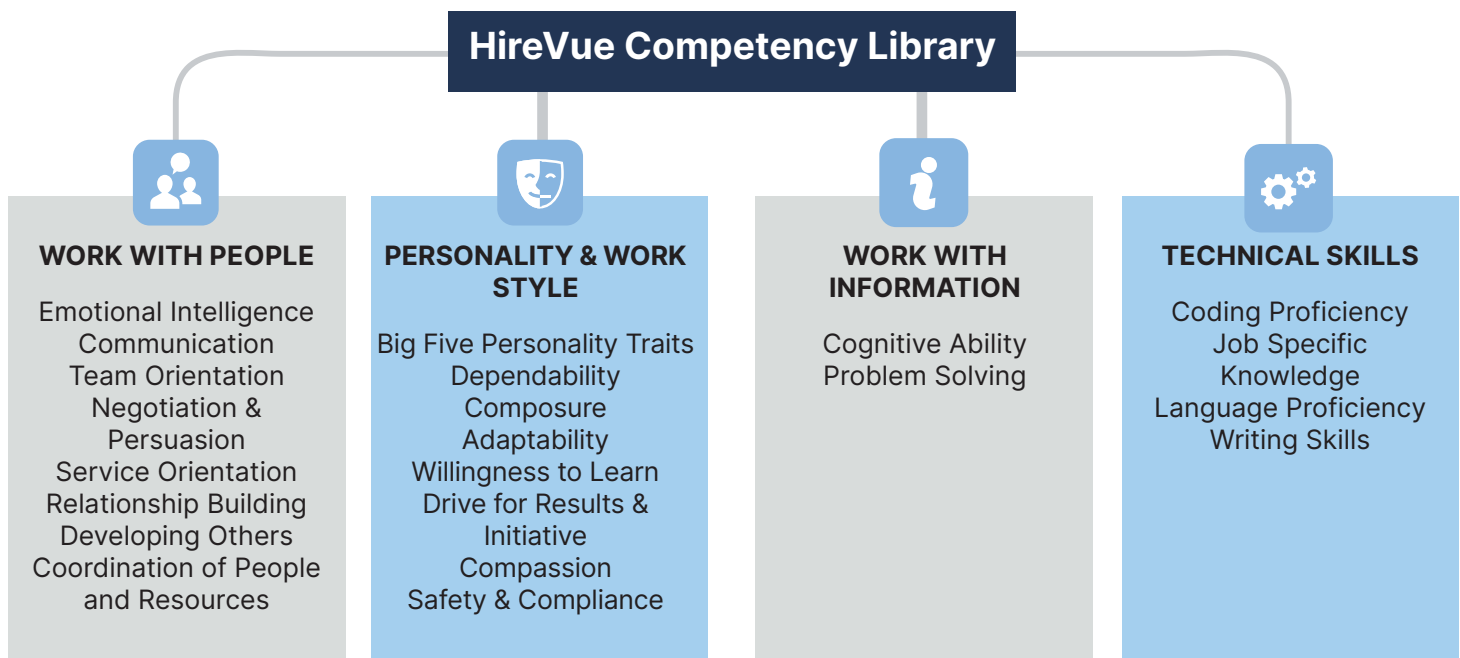 HireVue Competency Library
WORK WITH PEOPLE
Emotional Intelligence
Communication
Team Orientation
Negotiation &
Persuasion
Service Orientation
Relationship Building
Developing Others
Coordination of People
and Resources
PERSONALITY & WORK
STYLE
Big Five Personality Traits
Dependability
Composure
Adaptability
Willingness to Learn
Drive for Results &
Initiative
Compassion
Safety & Compliance
WORK WITH
INFORMATION
Cognitive Ability
Problem Solving
TECHNICAL SKILLS
Coding Proficiency
Job Specific
Knowledge
Language Proficiency
Writing Skills